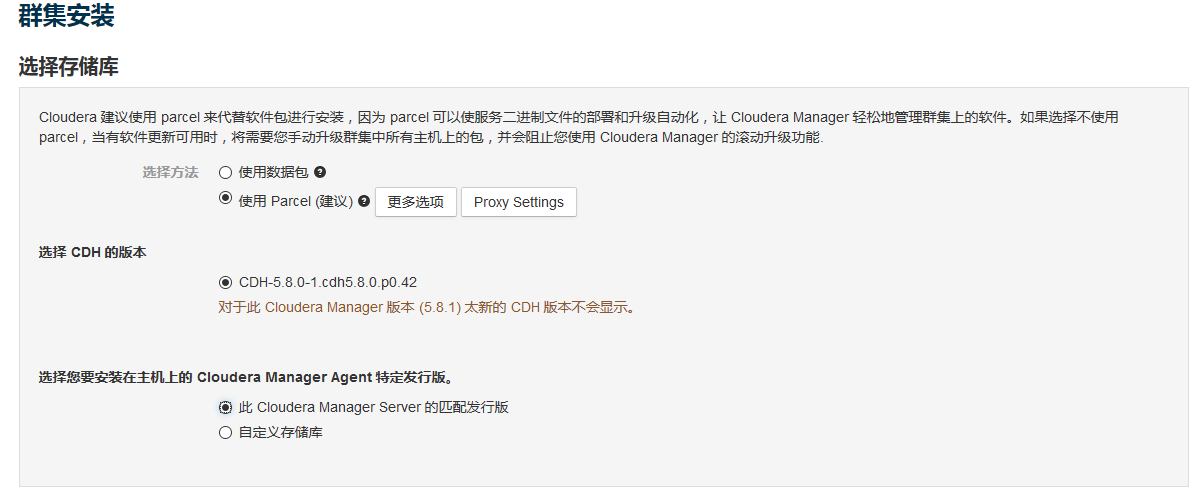 群集安装
选择存储库
Cloudera 建议使用 parcel 来代替软件包进行安装，因为 parcel 可以使服务二进制文件的部署和升级自动化，让 Cloudera Manager 轻松地管理群集上的软件。如果选择不使用
parcel，当有软件更新可用时，将需要您手动升级群集中所有主机上的包，并会阻止您使用 Cloudera Manager 的滚动升级功能.
选择方法 使用数据包 ?
使用 Parcel (建议) ? 更多选项 Proxy Settings
选择 CDH 的版本
CDH-5.8.0-1.cdh5.8.0.p0.42
对于此 Cloudera Manager 版本 (5.8.1) 太新的 CDH 版本不会显示。
选择您要安装在主机上的 Cloudera Manager Agent 特定发行版。
此 Cloudera Manager Server 的匹配发行版
自定义存储库